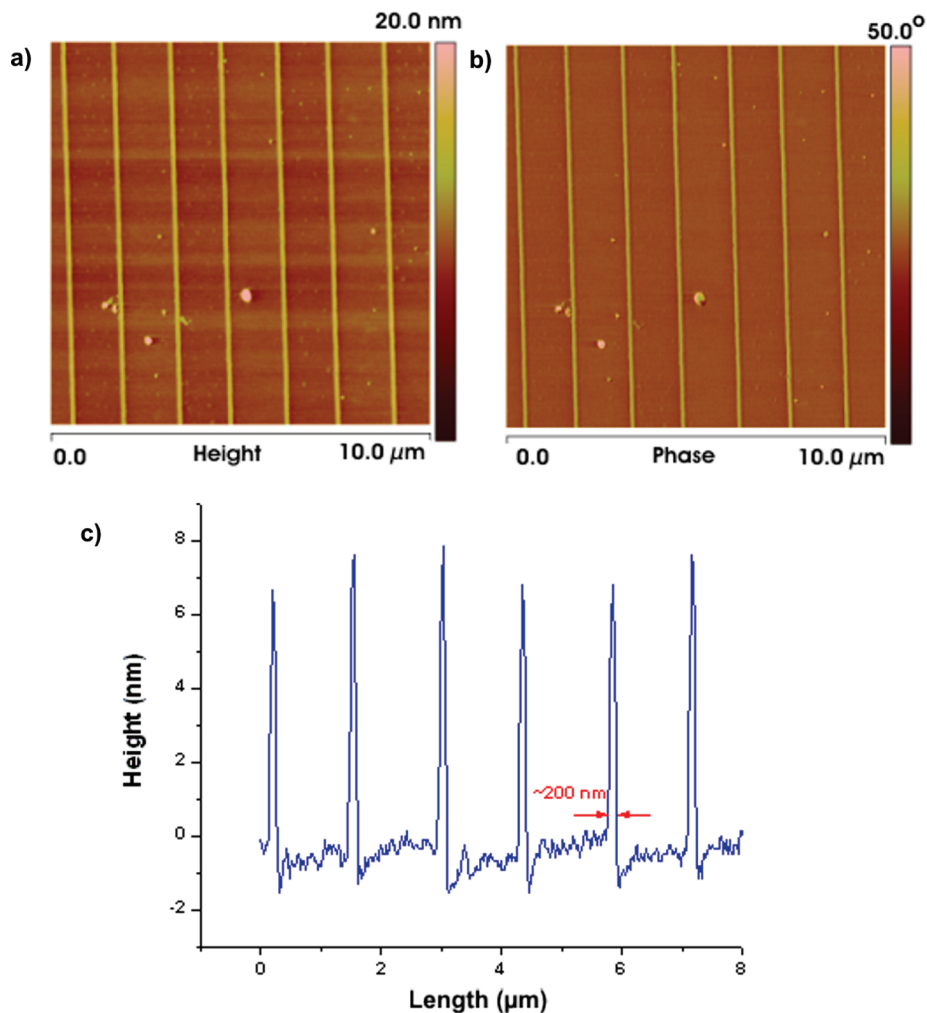 a)
20.0 nm
0.0
Height
10.0 μm
b)
50.0°
0.0
Phase
10.0 μm
c)
Height (nm)
8
6
4
2
0
-2
~200 nm
0
2
4
6
8
Length (μm)